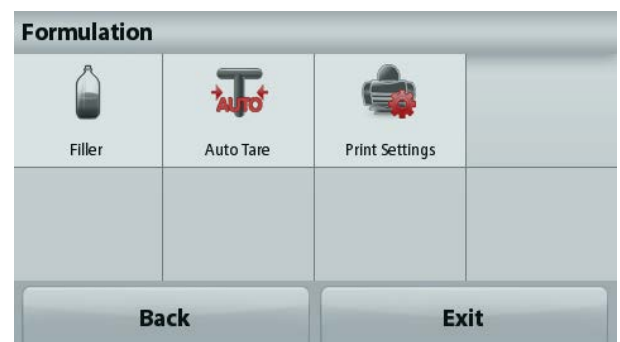 Formulation
AUTO
Filler
Auto Tare
Print Settings
Back
Exit